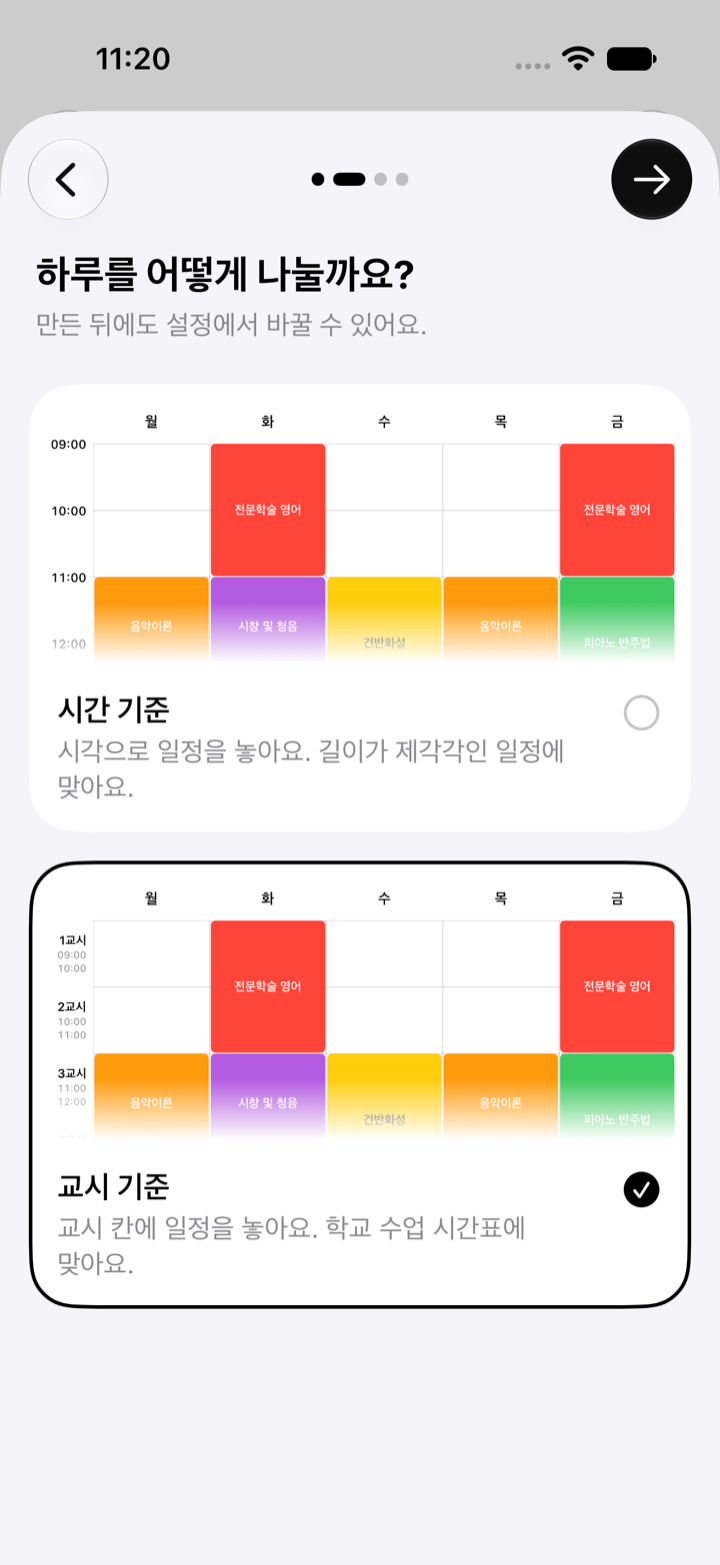 11:20
하루를 어떻게 나눌까요?
만든 뒤에도 설정에서 바꿀 수 있어요.
월 화 수 목 금
09:00
전문학술 영어 전문학술 영어
10:00
11:00
음악이론 시창 및 청음 건반화성 음악이론 피아노 반주법
12:00
시간 기준
시각으로 일정을 놓아요. 길이가 제각각인 일정에
맞아요.
월 화 수 목 금
1교시
09:00
10:00
전문학술 영어 전문학술 영어
2교시
10:00
11:00
3교시
11:00
12:00
음악이론 시창 및 청음 건반화성 음악이론 피아노 반주법
교시 기준
교시 칸에 일정을 놓아요. 학교 수업 시간표에
맞아요.